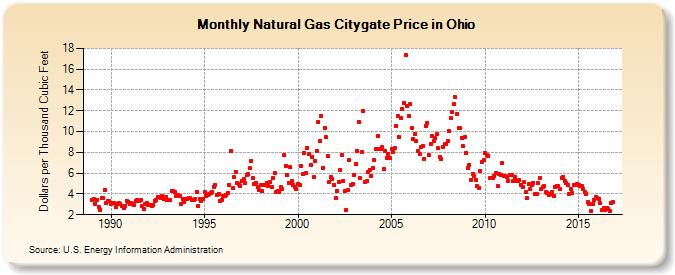 Monthly Natural Gas Citygate Price in Ohio
Dollars per Thousand Cubic Feet
18
16
14
12
10
8
6
4
2
1990 1995 2000 2005 2010 2015
Source: U.S. Energy Information Administration